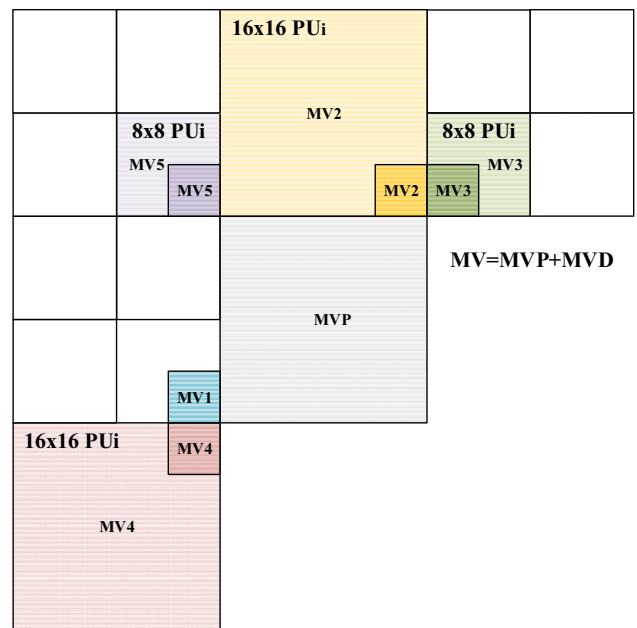 16x16 PUi
MV2
8x8 PUi
MV5
MV5
MV2
8x8 PUi
MV3
MV3
MV=MVP+MVD
MVP
MV1
16x16 PUi
MV4
MV4